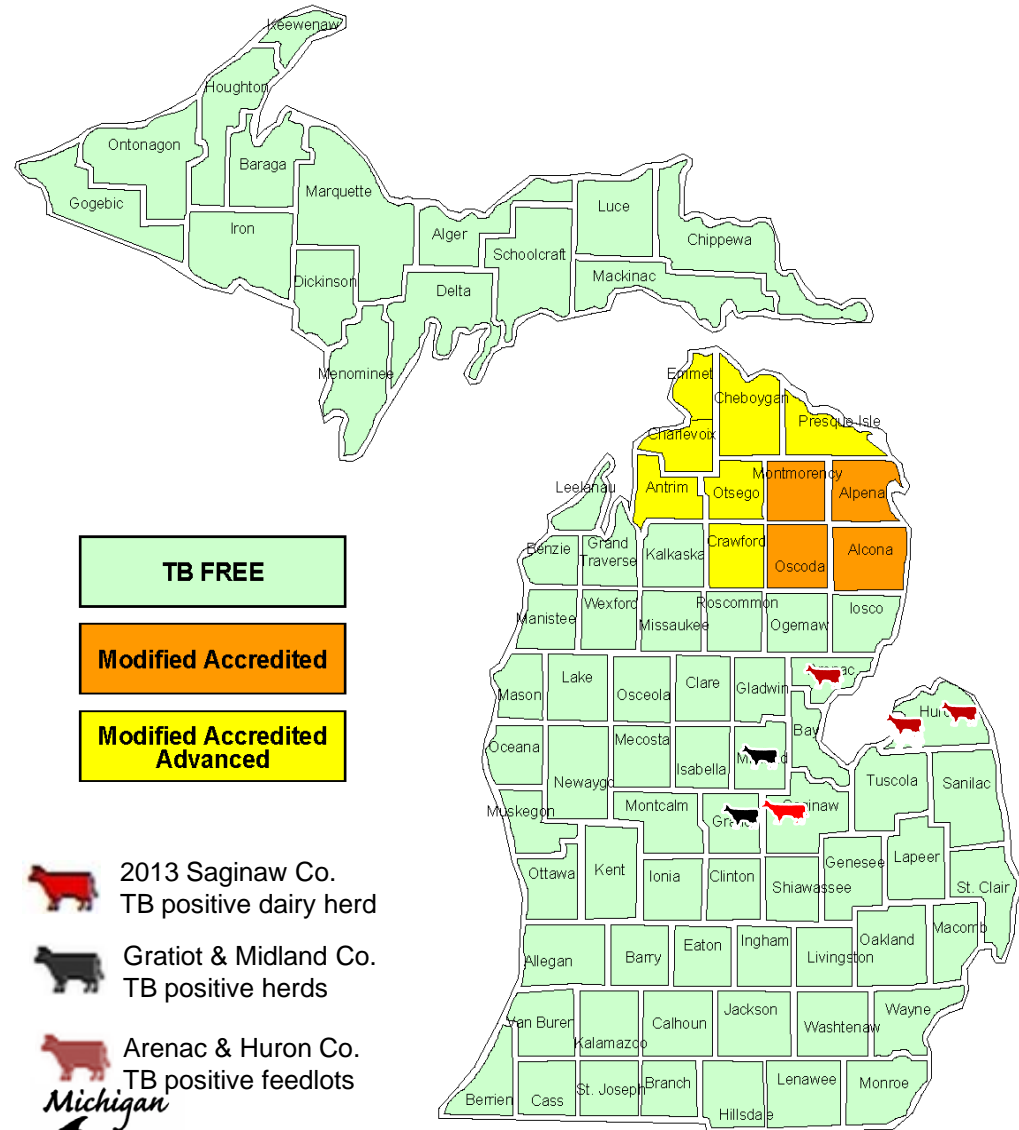 Keewenaw
Houghton
Ontonagon
Baraga
Marquette
Gogebic
Iron
Alger
Luce
Chippewa
Schoolcraft
Dickinson
Delta
Mackinac
Menominee
Emmet
Cheboygan
Presque Isle
Charlevoix
Montmorency
Antrim
Otsego
Alpena
Leelanau
Benzie
Grand
Traverse
Kalkaska
Crawford
Oscoda
Alcona
TB FREE
Manistee
Wexford
Missaukee
Roscommon
Ogemaw
Iosco
Modified Accredited
Mason
Lake
Osceola
Clare
Gladwin
Modified Accredited
Advanced
Oceana
Newaygo
Mecosta
Isabella
Bay
Tuscola
Sanilac
Muskegon
Montcalm
Ottawa
Kent
Ionia
Clinton
Shiawassee
Genesee
Lapeer
St. Clair
2013 Saginaw Co.
TB positive dairy herd
Allegan
Barry
Eaton
Ingham
Livingston
Oakland
Macomb
Gratiot & Midland Co.
TB positive herds
Van Buren
Kalamazoo
Calhoun
Jackson
Washtenaw
Wayne
Arenac & Huron Co.
TB positive feedlots
Berrien
Cass
St. Joseph
Branch
Hillsdale
Lenawee
Monroe
Michigan